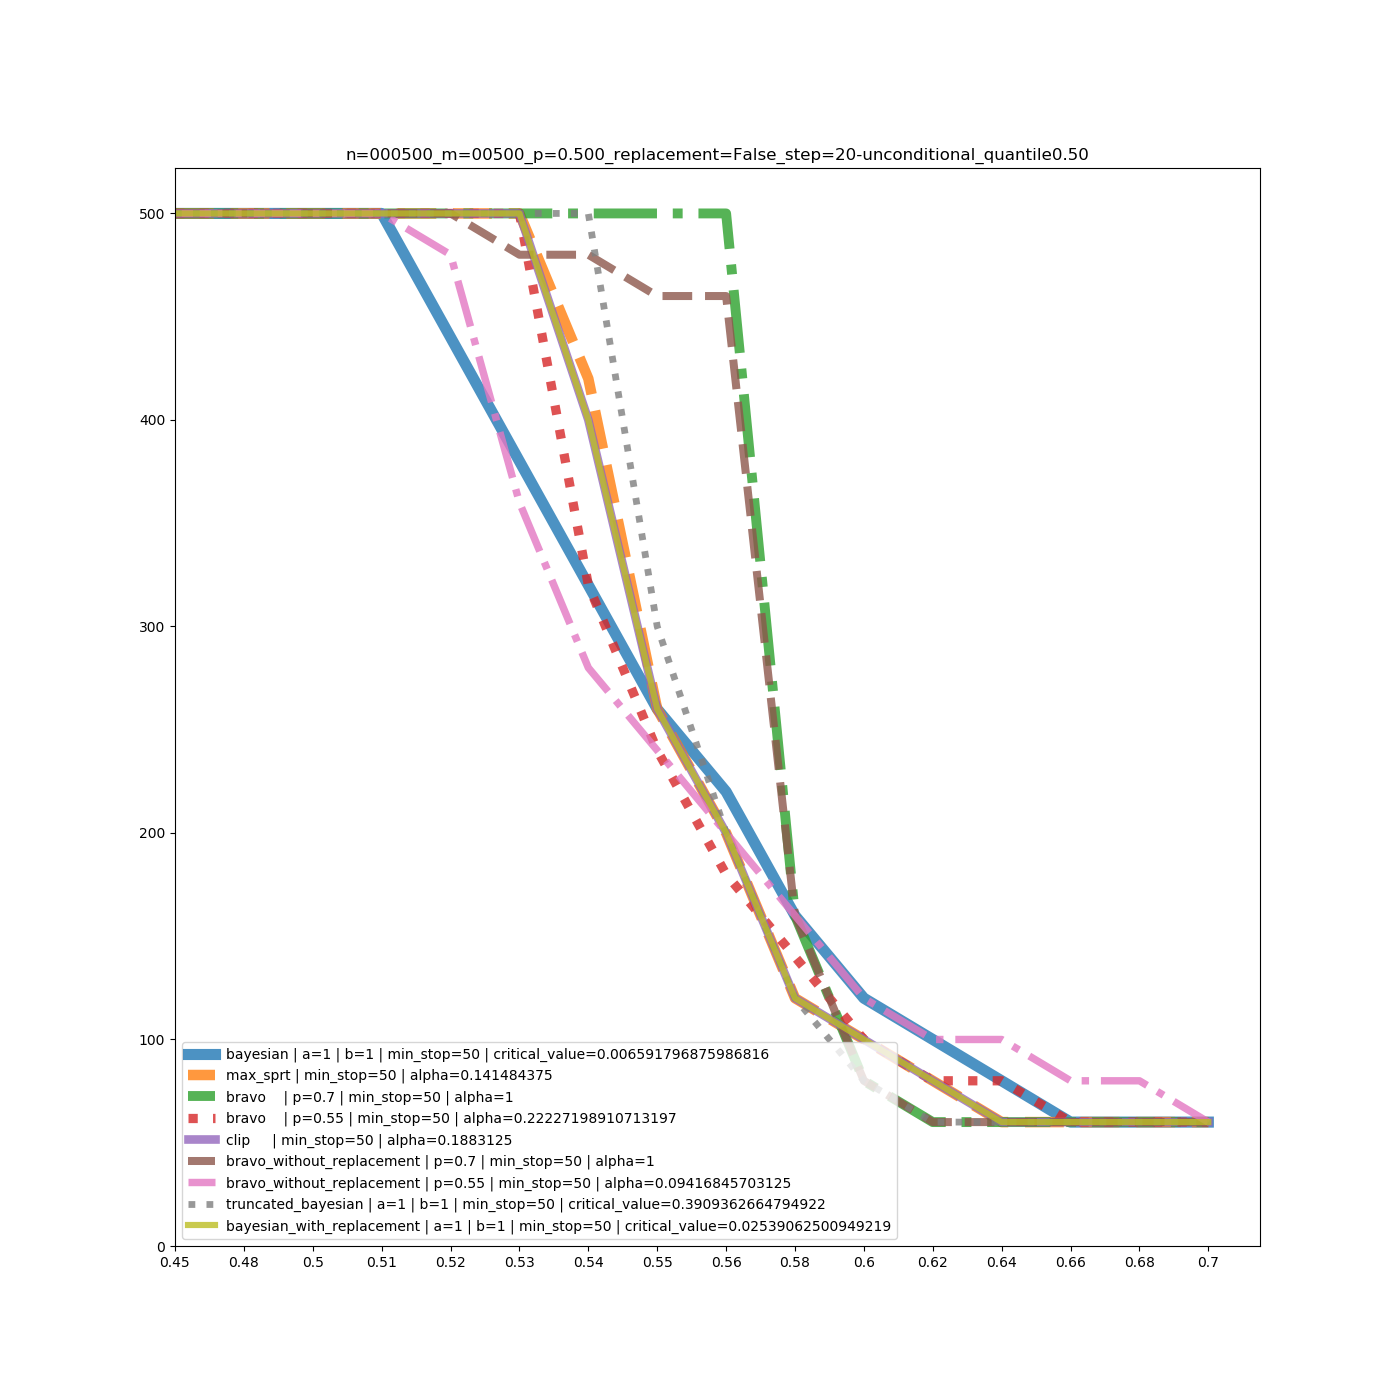 n=000500_m=00500_p=0.500_replacement=False_step=20-unconditional_quantile0.50
500
400
300
200
100
0
bayesian | a=1 | b=1 | min_stop=50 | critical_value=0.006591796875986816
max_sprt | min_stop=50 | alpha=0.141484375
bravo | p=0.7 | min_stop=50 | alpha=1
bravo | p=0.55 | min_stop=50 | alpha=0.22227198910713197
clip | min_stop=50 | alpha=0.1883125
bravo_without_replacement | p=0.7 | min_stop=50 | alpha=1
bravo_without_replacement | p=0.55 | min_stop=50 | alpha=0.09416845703125
truncated_bayesian | a=1 | b=1 | min_stop=50 | critical_value=0.3909362664794922
bayesian_with_replacement | a=1 | b=1 | min_stop=50 | critical_value=0.02539062500949219
0.45 0.48 0.5 0.51 0.52 0.53 0.54 0.55 0.56 0.58 0.6 0.62 0.64 0.66 0.68 0.7